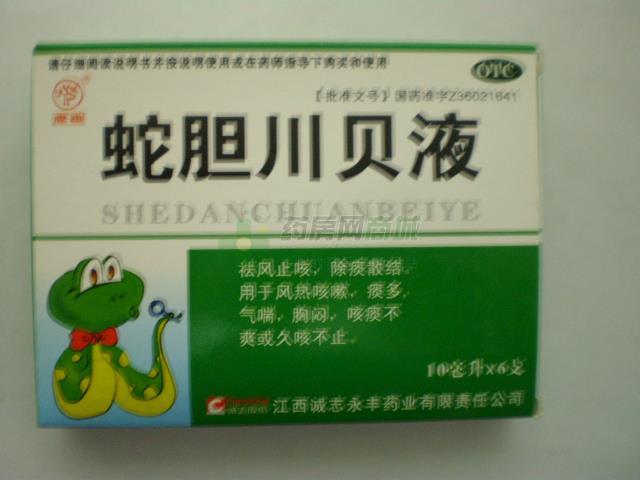 请仔细阅读说明书并按说明使用或在药师指导下购买和使用
OTC
【批准文号】国药准字Z36021641
蛇胆川贝液
SHEDANCHUANBEIYE
药房网商城
祛风止咳，除痰散结。
用于风热咳嗽，痰多，
气喘，胸闷，咳痰不
爽或久咳不止。
10毫升×6支
诚志股份
江西诚志永丰药业有限责任公司